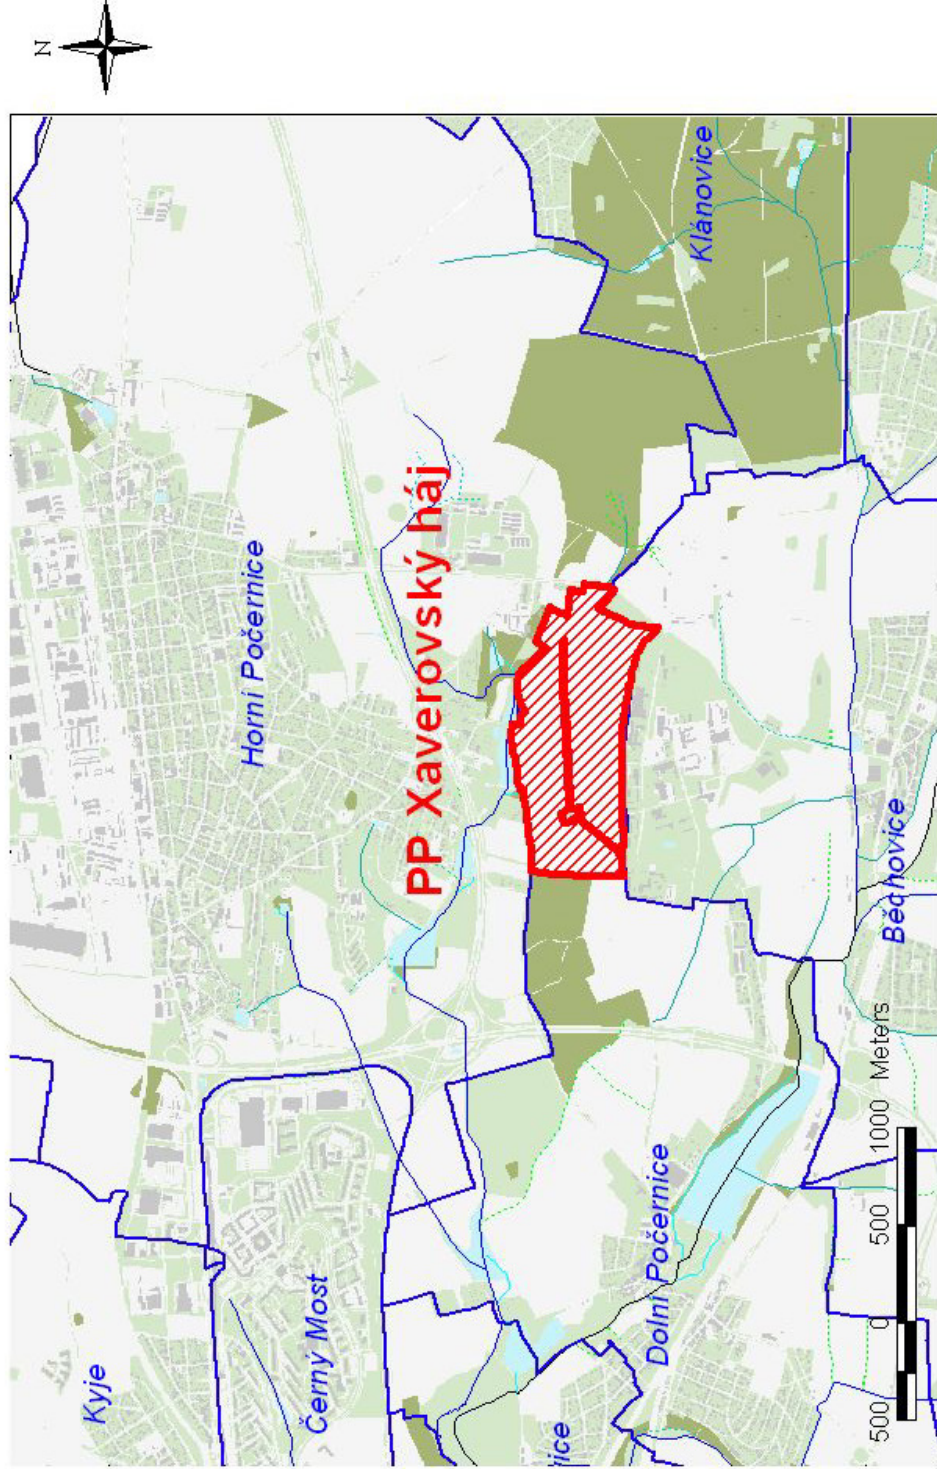 N
Kyje
Černý Most
Horní Počernice
PP Xaverovský háj
Klánovice
Dolní Počernice
Běchovice
ice
500 0 500 1000 Meters